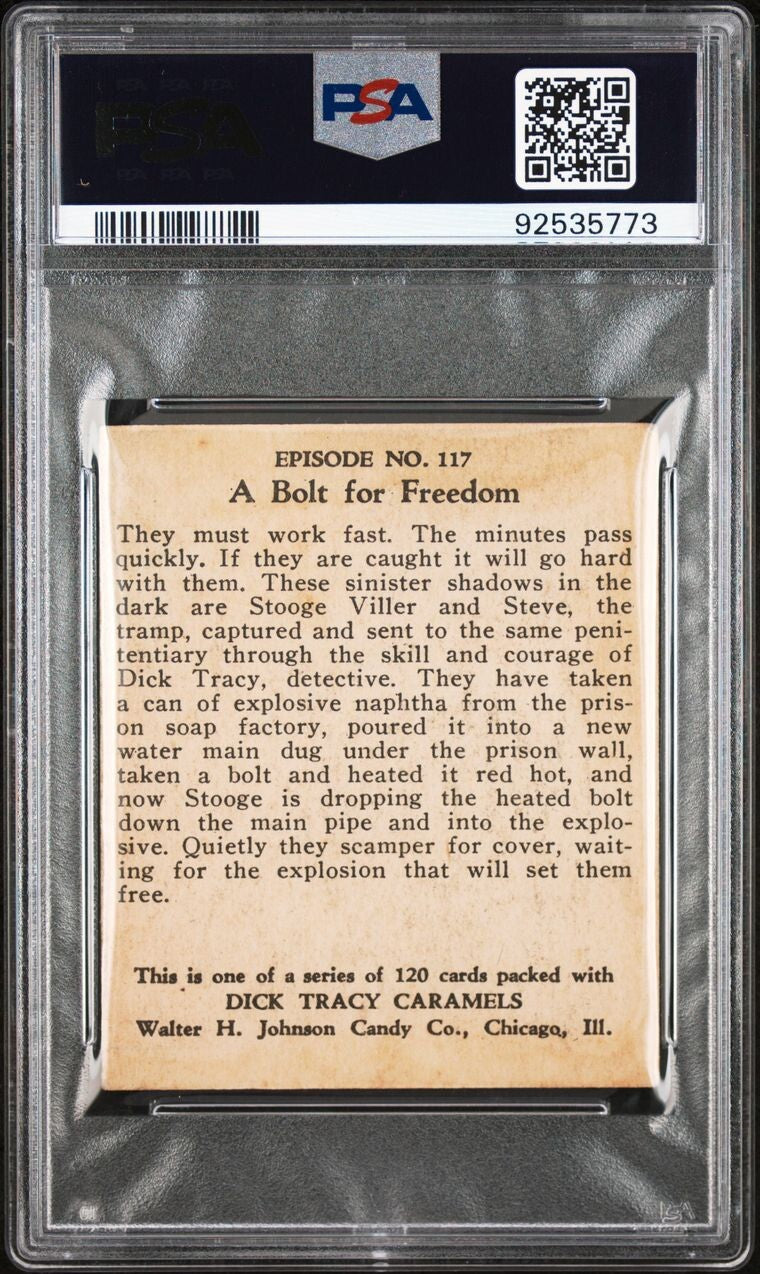 PSA
92535773
EPISODE NO. 117
A Bolt for Freedom
They must work fast. The minutes pass
quickly. If they are caught it will go hard
with them. These sinister shadows in the
dark are Stooge Viller and Steve, the
tramp, captured and sent to the same peni-
tentiary through the skill and courage of
Dick Tracy, detective. They have taken
a can of explosive naphtha from the pris-
on soap factory, poured it into a new
water main dug under the prison wall,
taken a bolt and heated it red hot, and
now Stooge is dropping the heated bolt
down the main pipe and into the explo-
sive. Quietly they scamper for cover, wait-
ing for the explosion that will set them
free.
This is one of a series of 120 cards packed with
DICK TRACY CARAMELS
Walter H. Johnson Candy Co., Chicago, Ill.